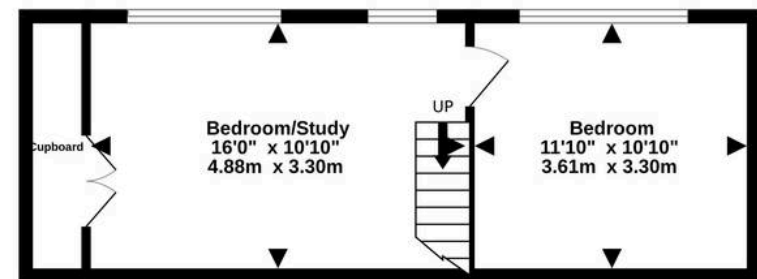 UP
Cupboard
Bedroom/Study
16'0" x 10'10"
4.88m x 3.30m
Bedroom
11'10" x 10'10"
3.61m x 3.30m